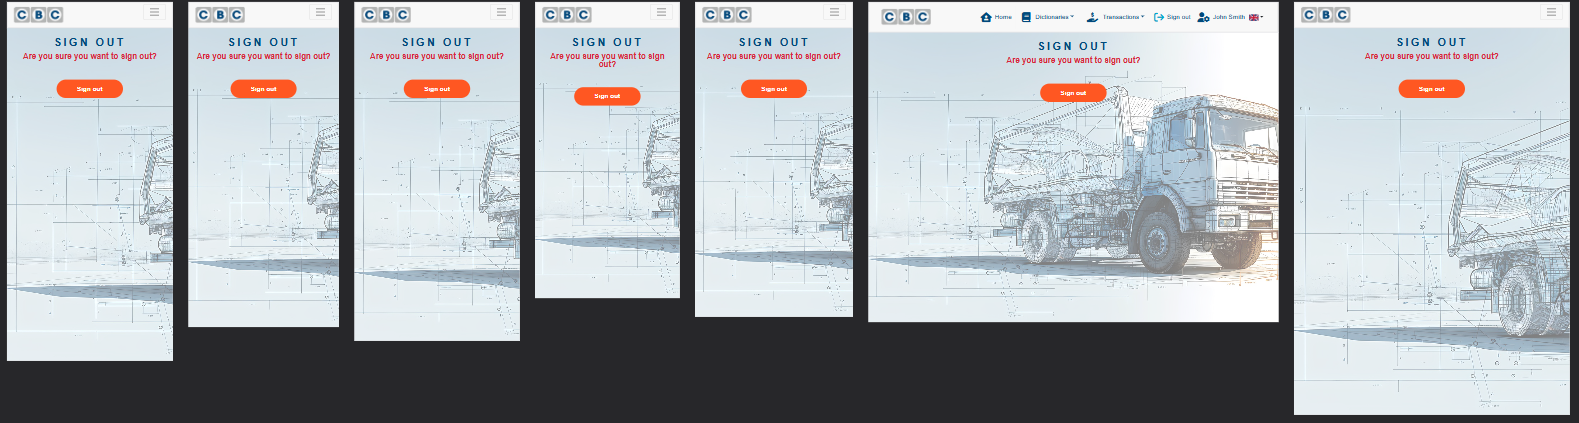 CBC
SIGN OUT
Are you sure you want to sign out?
Sign out
CBC
SIGN OUT
Are you sure you want to sign out?
Sign out
CBC
SIGN OUT
Are you sure you want to sign out?
Sign out
CBC
SIGN OUT
Are you sure you want to sign
out?
Sign out
CBC
SIGN OUT
Are you sure you want to sign out?
Sign out
CBC Home Dictionaries Transactions Sign out John Smith
SIGN OUT
Are you sure you want to sign out?
Sign out
CBC
SIGN OUT
Are you sure you want to sign out?
Sign out